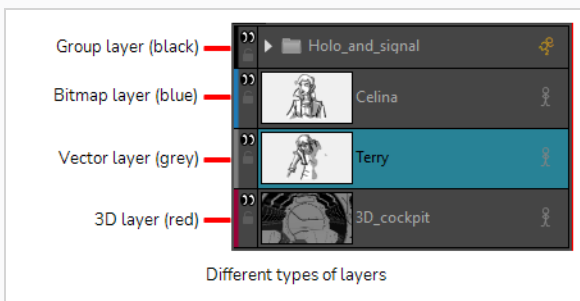 Group layer (black)
Holo_and_signal
Bitmap layer (blue)
Celina
Vector layer (grey)
Terry
3D layer (red)
3D_cockpit
Different types of layers